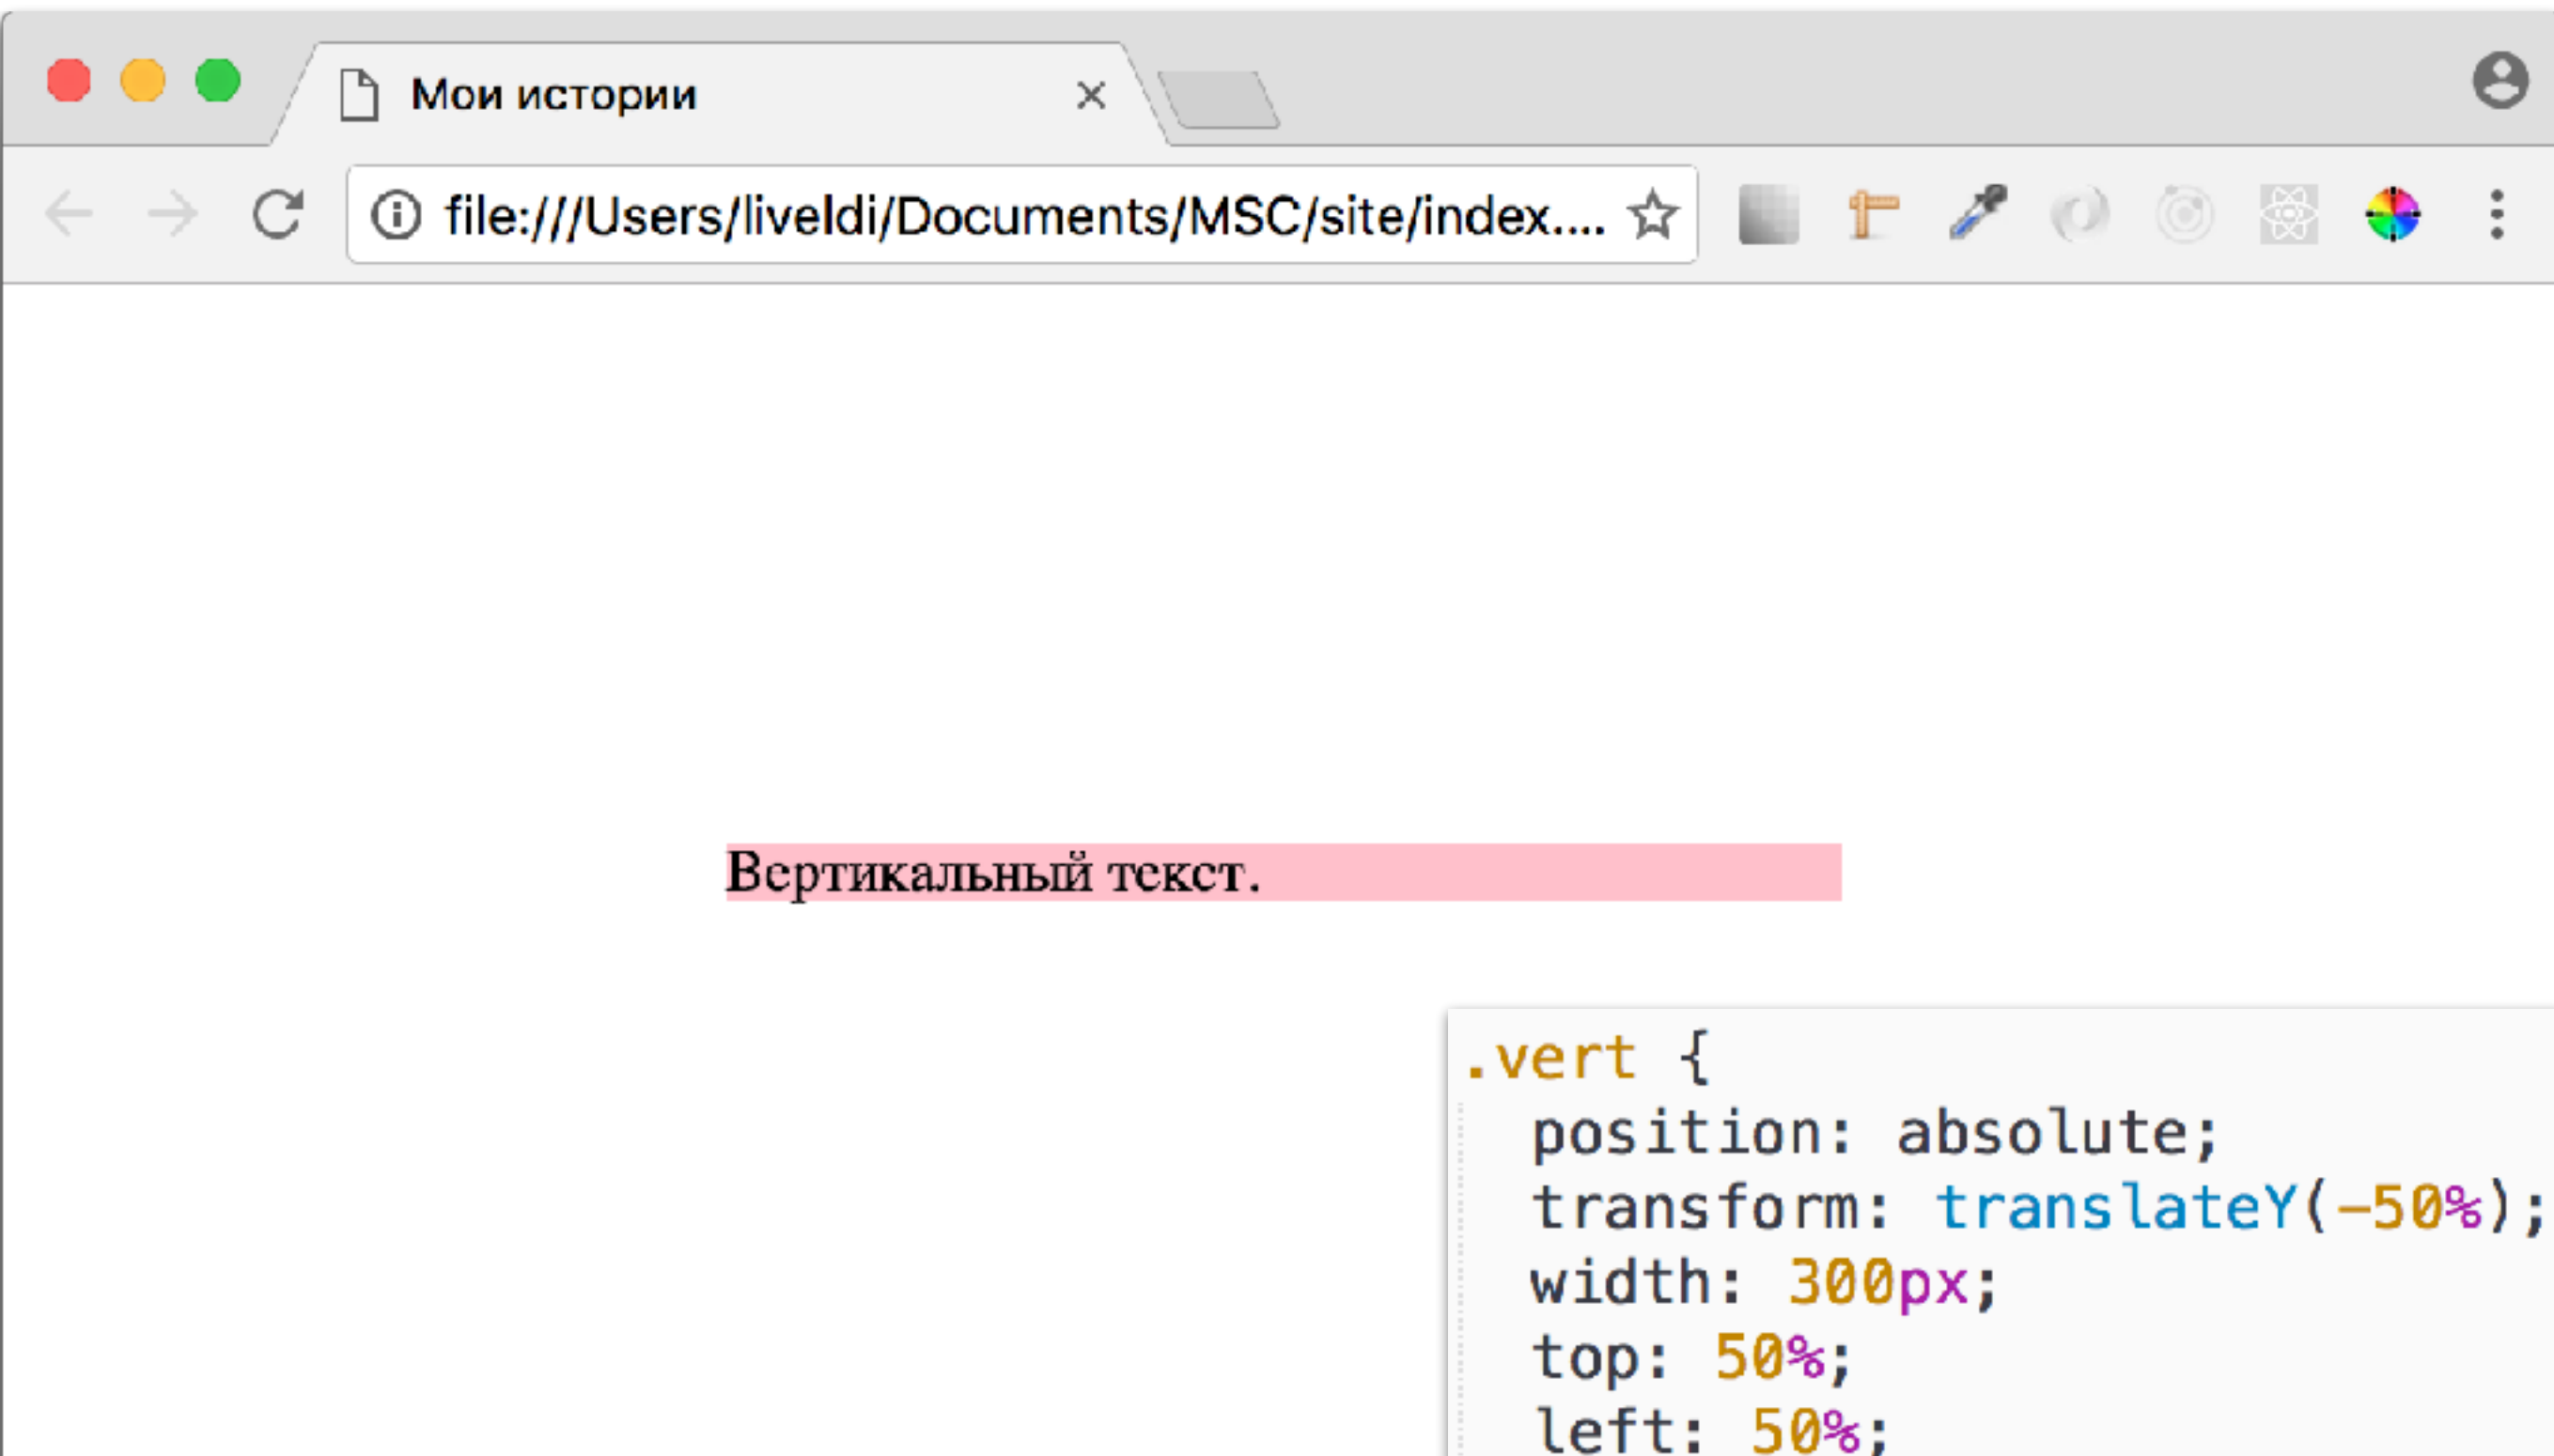 Мои истории
file:///Users/liveldi/Documents/MSC/site/index....
Вертикальный текст.
.vert {
position: absolute;
transform: translateY(-50%);
width: 300px;
top: 50%;
left: 50%;